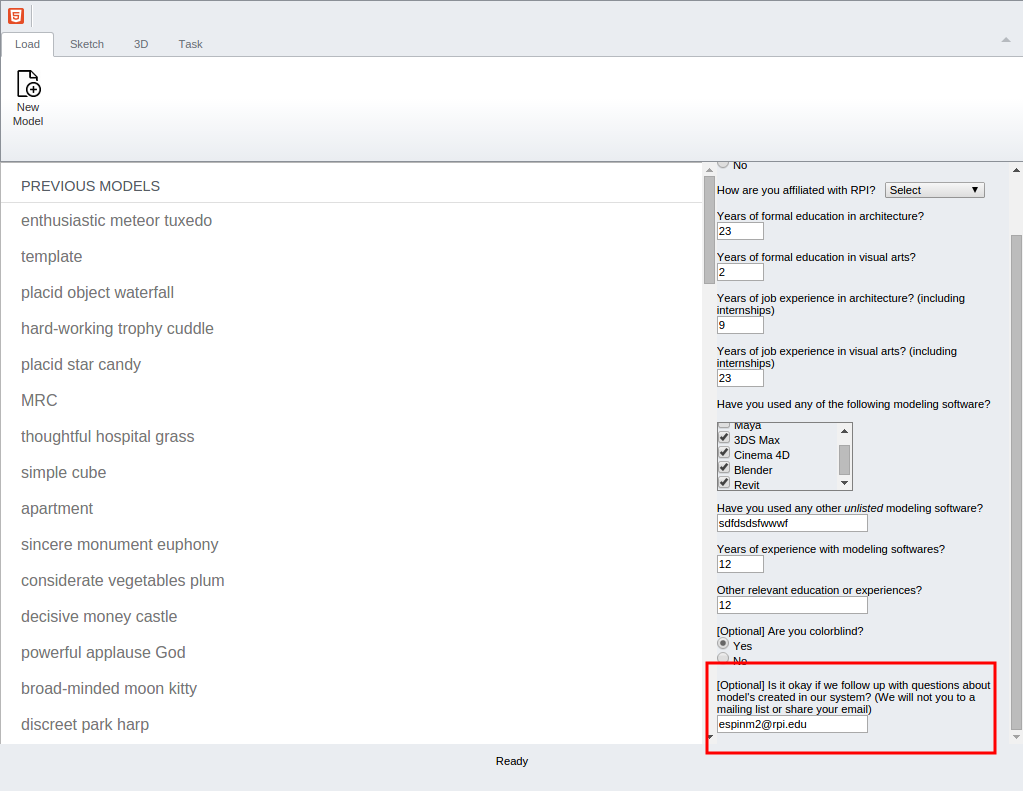 Load Sketch 3D Task
New
Model
PREVIOUS MODELS
enthusiastic meteor tuxedo
template
placid object waterfall
hard-working trophy cuddle
placid star candy
MRC
thoughtful hospital grass
simple cube
apartment
sincere monument euphony
considerate vegetables plum
decisive money castle
powerful applause God
broad-minded moon kitty
discreet park harp
No
How are you affiliated with RPI? Select
Years of formal education in architecture?
23
Years of formal education in visual arts?
2
Years of job experience in architecture? (including
internships)
9
Years of job experience in visual arts? (including
internships)
23
Have you used any of the following modeling software?
Maya
3DS Max
Cinema 4D
Blender
Revit
Have you used any other unlisted modeling software?
sdfdsdsfwwwf
Years of experience with modeling softwares?
12
Other relevant education or experiences?
12
[Optional] Are you colorblind?
Yes
No
[Optional] Is it okay if we follow up with questions about
model's created in our system? (We will not you to a
mailing list or share your email)
espinm2@rpi.edu
Ready